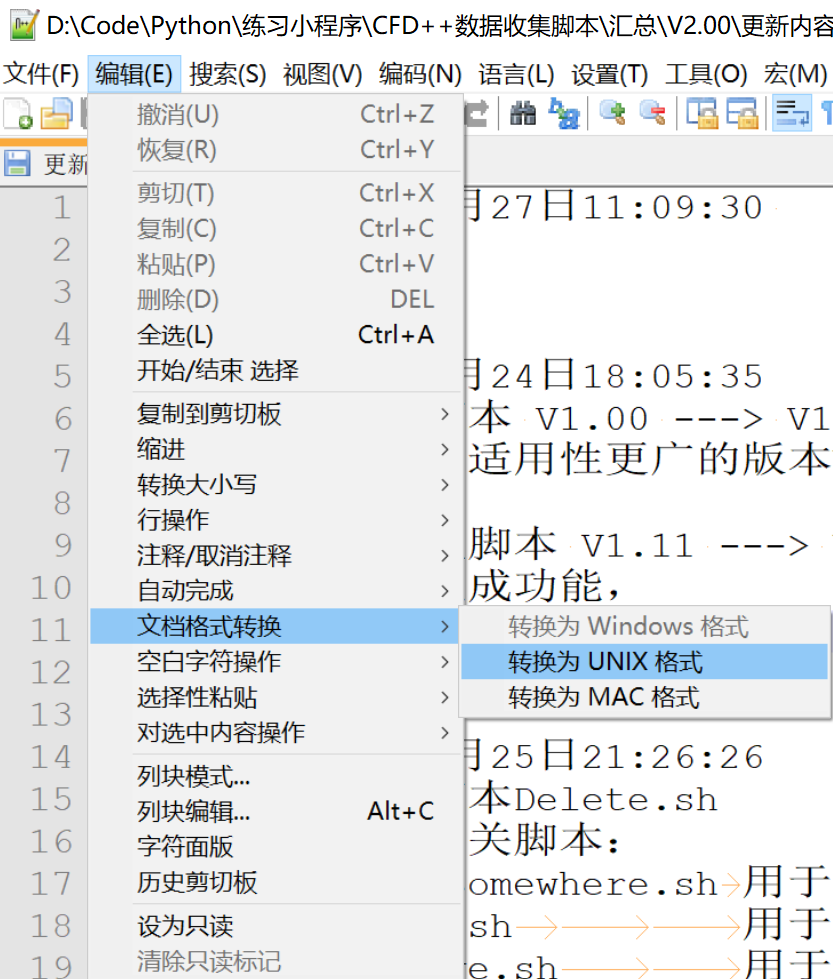 D:\Code\Python\练习小程序\CFD++数据收集脚本\汇总\V2.00\更新内容
文件(F) 编辑(E) 搜索(S) 视图(V) 编码(N) 语言(L) 设置(T) 工具(O) 宏(M)
更新
撤消(U) Ctrl+Z
恢复(R) Ctrl+Y
剪切(T) Ctrl+X
复制(C) Ctrl+C
粘贴(P) Ctrl+V
删除(D) DEL
全选(L) Ctrl+A
开始/结束 选择
复制到剪切板
缩进
转换大小写
行操作
注释/取消注释
自动完成
文档格式转换
空白字符操作
选择性粘贴
对选中内容操作
列块模式...
列块编辑... Alt+C
字符面版
历史剪切板
设为只读
清除只读标记
转换为 Windows 格式
转换为 UNIX 格式
转换为 MAC 格式
1 月27日11:09:30
2
3
4
5 月24日18:05:35
6 本 V1.00 ---> V1
7 适用性更广的版本
8
9 脚本 V1.11 --->
10 成功能,
11
12
13
14 月25日21:26:26
15 本Delete.sh
16 关脚本:
17 omewhere.sh 用于
18 sh 用于
19 e.sh 用于